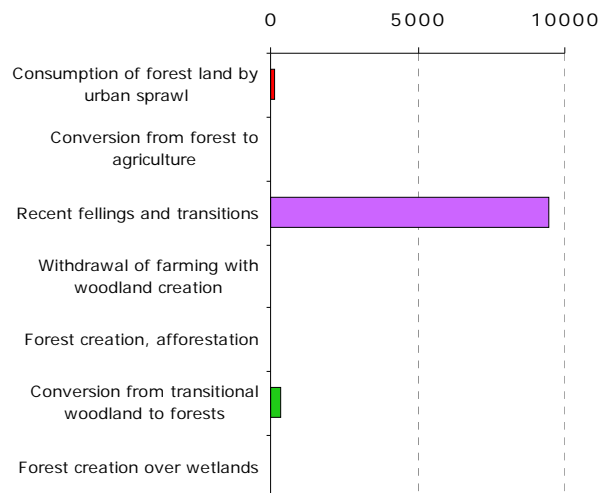 0 5000 10000
Consumption of forest land by
urban sprawl
Conversion from forest to
agriculture
Recent fellings and transitions
Withdrawal of farming with
woodland creation
Forest creation, afforestation
Conversion from transitional
woodland to forests
Forest creation over wetlands